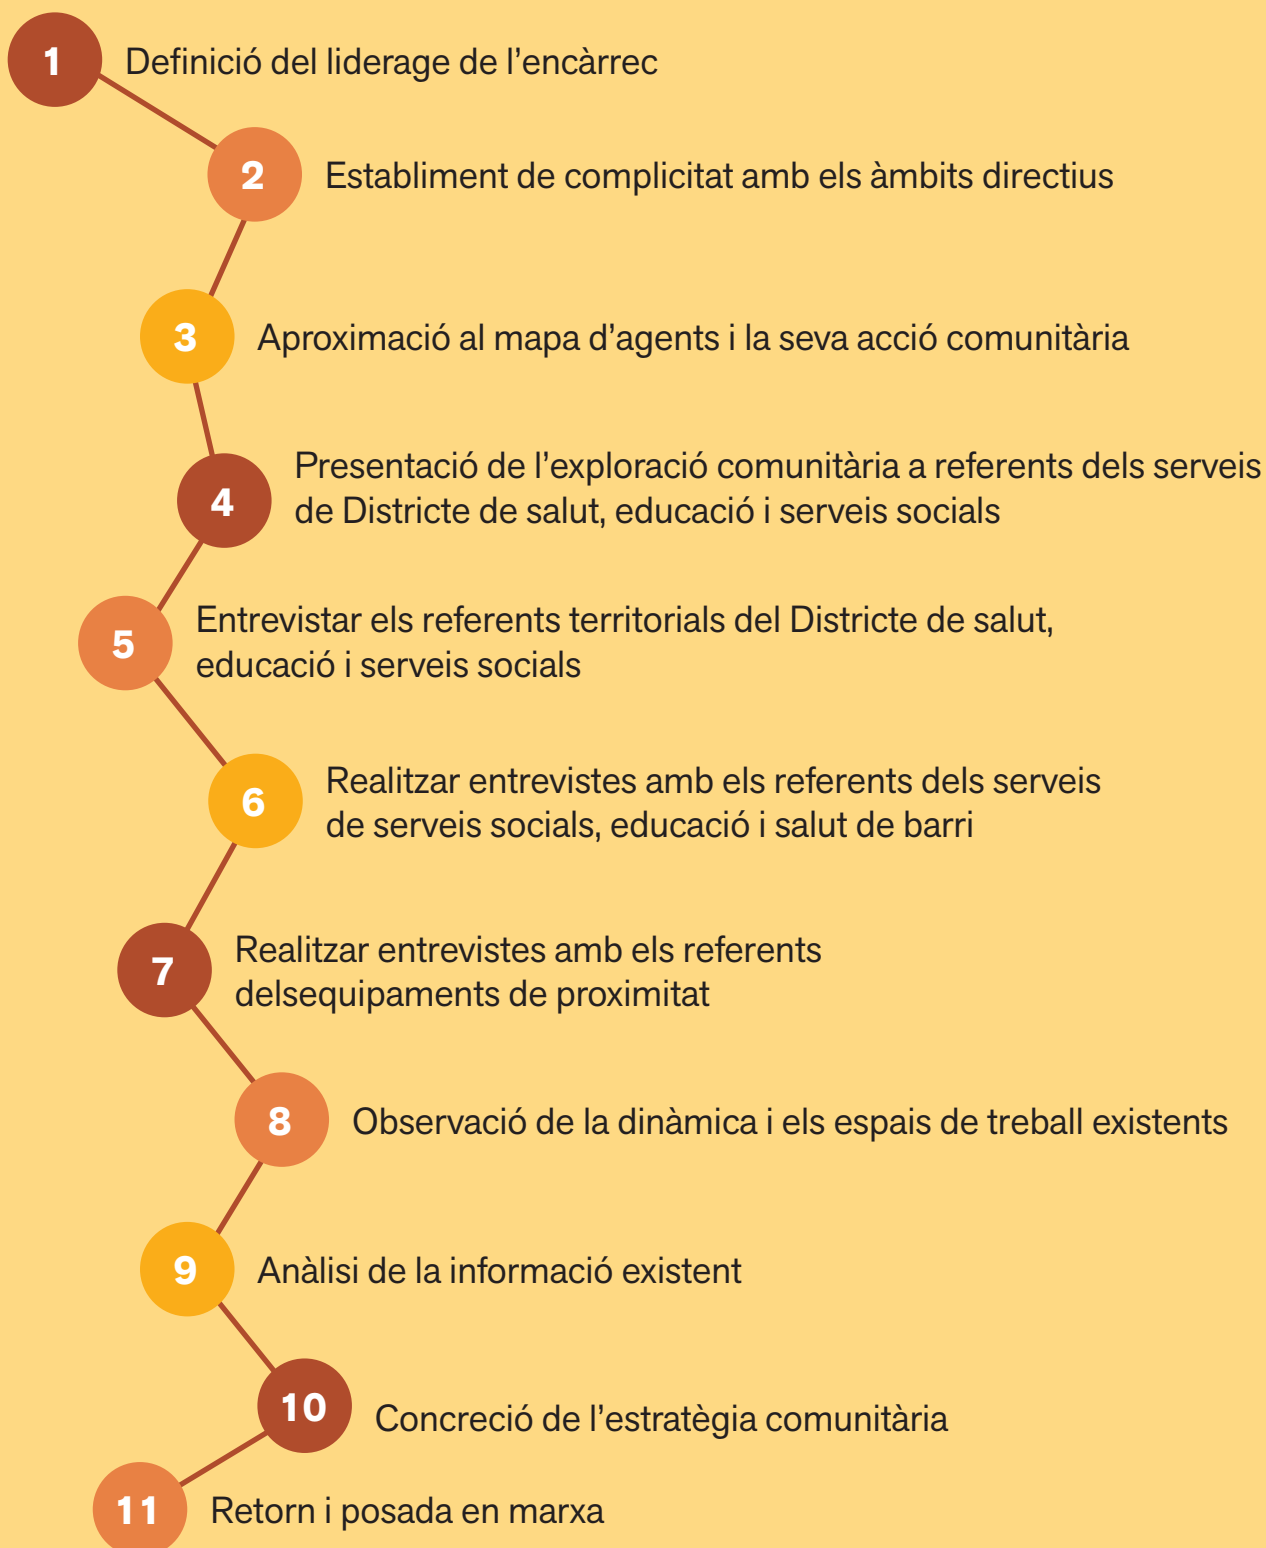 1
Definició del liderage de l’encàrrec
2
Establiment de complicitat amb els àmbits directius
3
Aproximació al mapa d’agents i la seva acció comunitària
4
Presentació de l’exploració comunitària a referents dels serveis
de Districte de salut, educació i serveis socials
5
Entrevistar els referents territorials del Districte de salut,
educació i serveis socials
6
Realitzar entrevistes amb els referents dels serveis
de serveis socials, educació i salut de barri
7
Realitzar entrevistes amb els referents
delsequipaments de proximitat
8
Observació de la dinàmica i els espais de treball existents
9
Anàlisi de la informació existent
10
Concreció de l’estratègia comunitària
11
Retorn i posada en marxa